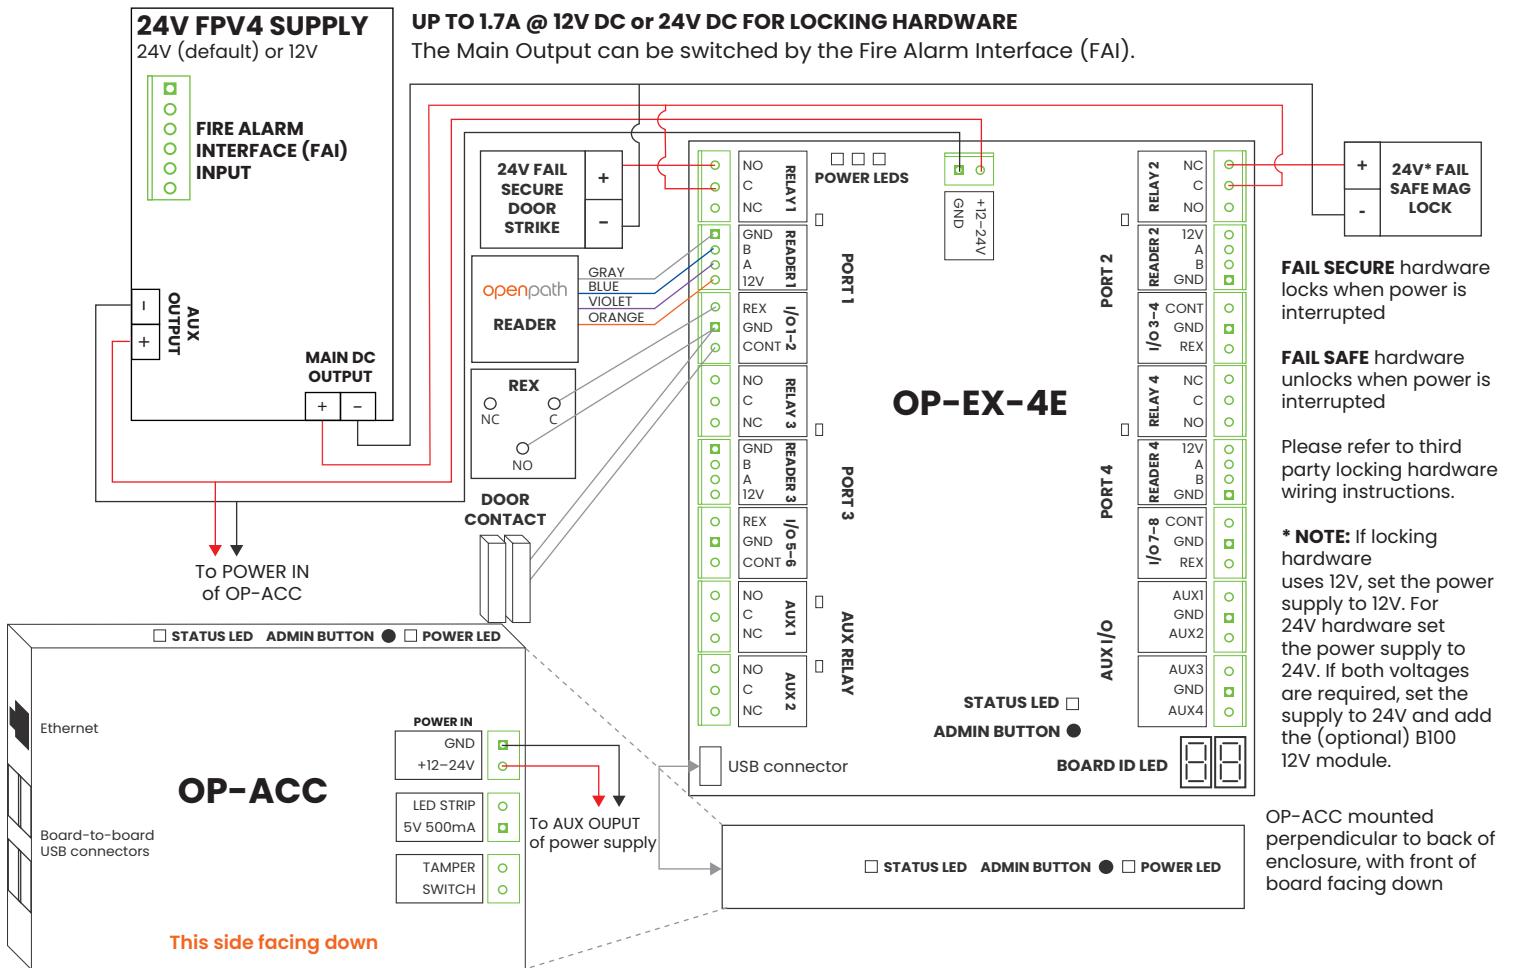 24V FPV4 SUPPLY
24V (default) or 12V
UP TO 1.7A @ 12V DC or 24V DC FOR LOCKING HARDWARE
The Main Output can be switched by the Fire Alarm Interface (FAI).
FIRE ALARM
INTERFACE (FAI)
INPUT
AUX
OUTPUT
–
+
MAIN DC
OUTPUT
+ –
To POWER IN
of OP-ACC
24V FAIL
SECURE
DOOR
STRIKE
+
–
openpath
READER
GRAY
BLUE
VIOLET
ORANGE
REX
NC
C
NO
DOOR
CONTACT
NO
C
NC
RELAY 1
GND
B
A
12V
READER 1
REX
GND
CONT
I/O 1-2
PORT 1
NO
C
NC
RELAY 3
GND
B
A
12V
READER 3
REX
GND
CONT
I/O 5-6
PORT 3
NO
C
NC
AUX 1
NO
C
NC
AUX 2
AUX RELAY
POWER LEDS
GND
+12-24V
OP-EX-4E
NC
C
NO
RELAY 2
12V
A
B
GND
READER 2
CONT
GND
REX
I/O 3-4
PORT 2
NC
C
NO
RELAY 4
12V
A
B
GND
READER 4
CONT
GND
REX
I/O 7-8
PORT 4
AUX1
GND
AUX2
AUX3
GND
AUX4
AUX I/O
STATUS LED
ADMIN BUTTON
BOARD ID LED
88
USB connector
+
-
24V* FAIL
SAFE MAG
LOCK
FAIL SECURE hardware
locks when power is
interrupted
FAIL SAFE hardware
unlocks when power is
interrupted
Please refer to third
party locking hardware
wiring instructions.
* NOTE: If locking
hardware
uses 12V, set the power
supply to 12V. For
24V hardware set
the power supply to
24V. If both voltages
are required, set the
supply to 24V and add
the (optional) B100
12V module.
OP-ACC mounted
perpendicular to back of
enclosure, with front of
board facing down
STATUS LED ADMIN BUTTON POWER LED
Ethernet
Board-to-board
USB connectors
OP-ACC
POWER IN
GND
+12-24V
LED STRIP
5V 500mA
TAMPER
SWITCH
To AUX OUPUT
of power supply
This side facing down
STATUS LED ADMIN BUTTON POWER LED